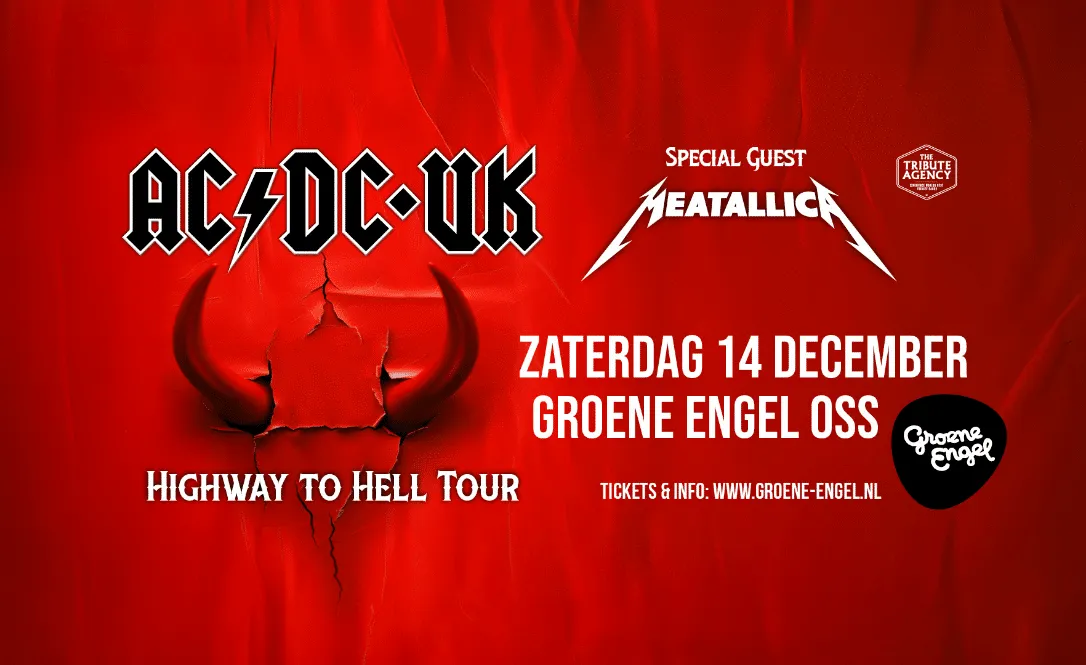 AC⚡DC·UK
HIGHWAY TO HELL TOUR
SPECIAL GUEST
MEATALLICA
THE
TRIBUTE
AGENCY
ZATERDAG 14 DECEMBER
GROENE ENGEL OSS
Groene
Engel
TICKETS & INFO: WWW.GROENE-ENGEL.NL